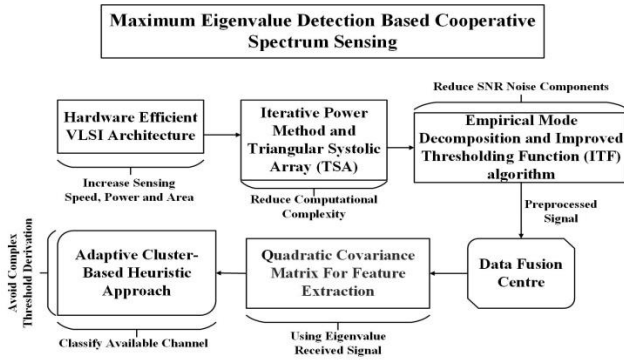 Maximum Eigenvalue Detection Based Cooperative
Spectrum Sensing
Reduce SNR Noise Components
Hardware Efficient
VLSI Architecture
Iterative Power
Method and
Triangular Systolic
Array (TSA)
Empirical Mode
Decomposition and Improved
Thresholding Function (ITF)
algorithm
Increase Sensing
Speed, Power and Area
Reduce Computational
Complexity
Preprocessed
Signal
Avoid Complex
Threshold Derivation
Adaptive Cluster-
Based Heuristic
Approach
Quadratic Covariance
Matrix For Feature
Extraction
Data Fusion
Centre
Classify Available Channel
Using Eigenvalue
Received Signal